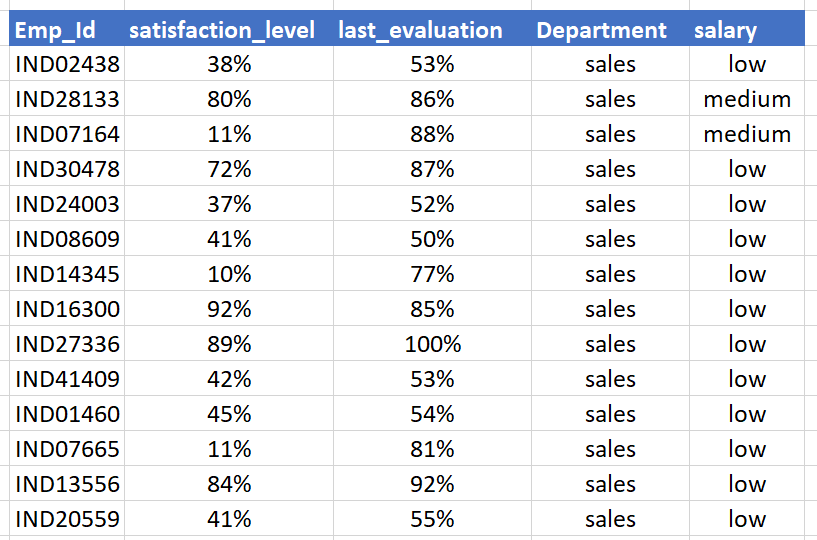 Emp_Id satisfaction_level last_evaluation Department salary
IND02438 38% 53% sales low
IND28133 80% 86% sales medium
IND07164 11% 88% sales medium
IND30478 72% 87% sales low
IND24003 37% 52% sales low
IND08609 41% 50% sales low
IND14345 10% 77% sales low
IND16300 92% 85% sales low
IND27336 89% 100% sales low
IND41409 42% 53% sales low
IND01460 45% 54% sales low
IND07665 11% 81% sales low
IND13556 84% 92% sales low
IND20559 41% 55% sales low